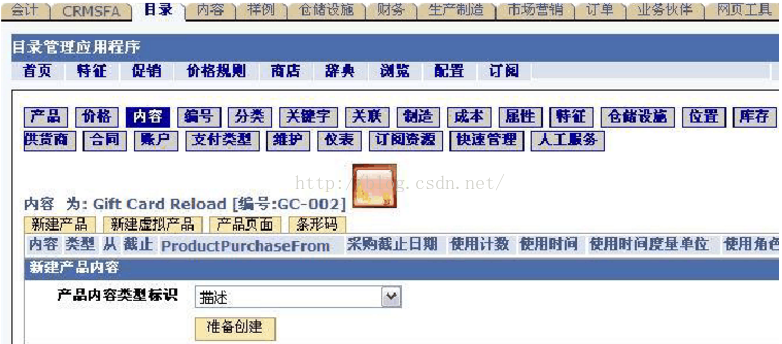 会计 CRMSFA 目录 内容 样例 仓储设施 财务 生产制造 市场营销 订单 业务伙伴 网页工具
目录管理应用程序
首页 特征 促销 价格规则 商店 辞典 浏览 配置 订阅
产品 价格 内容 编号 分类 关键字 关联 制造 成本 属性 特征 仓储设施 位置 库存
供货商 合同 账户 支付类型 维护 仪表 订阅资源 快速管理 人工服务
内容 为: Gift Card Reload [编号:GC-002]
新建产品 新建虚拟产品 产品页面 条形码
内容 类型 从 截止 ProductPurchaseFrom 采购截止日期 使用计数 使用时间 使用时间度量单位 使用角色
新建产品内容
产品内容类型标识 描述
准备创建